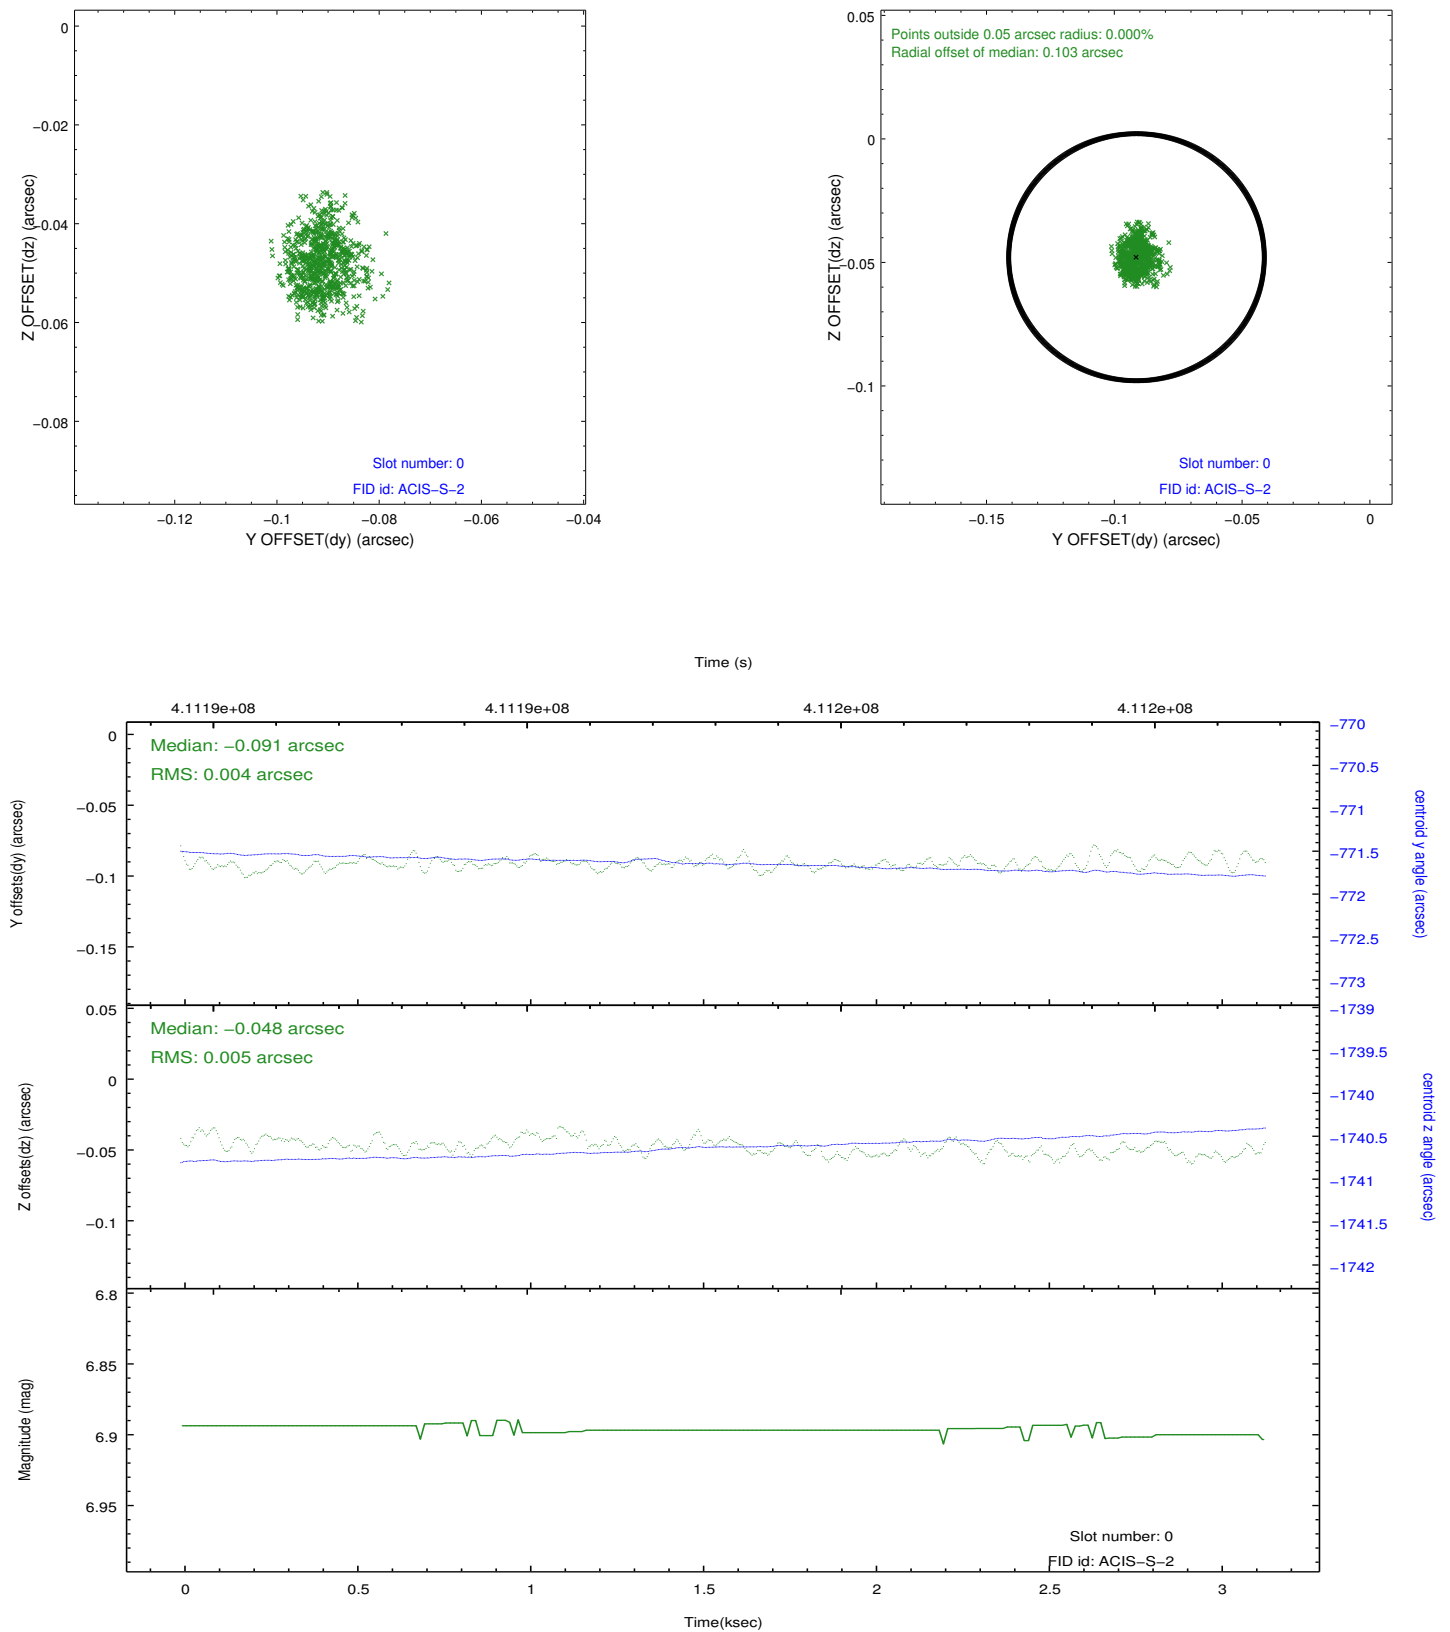 0
−0.02
−0.04
−0.06
−0.08
Z OFFSET(dz) (arcsec)
Slot number: 0
FID id: ACIS−S−2
−0.12
−0.1
−0.08
−0.06
−0.04
Y OFFSET(dy) (arcsec)
0.05
0
−0.05
−0.1
Z OFFSET(dz) (arcsec)
Points outside 0.05 arcsec radius: 0.000%
Radial offset of median: 0.103 arcsec
Slot number: 0
FID id: ACIS−S−2
−0.15
−0.1
−0.05
0
Y OFFSET(dy) (arcsec)
Time (s)
4.1119e+08
4.1119e+08
4.112e+08
4.112e+08
0
−0.05
−0.1
−0.15
Y offsets(dy) (arcsec)
Median: −0.091 arcsec
RMS: 0.004 arcsec
−770
−770.5
−771
−771.5
−772
−772.5
−773
centroid y angle (arcsec)
0.05
0
−0.05
−0.1
Z offsets(dz) (arcsec)
Median: −0.048 arcsec
RMS: 0.005 arcsec
−1739
−1739.5
−1740
−1740.5
−1741
−1741.5
−1742
centroid z angle (arcsec)
6.8
6.85
6.9
6.95
Magnitude (mag)
Slot number: 0
FID id: ACIS−S−2
0
0.5
1
1.5
2
2.5
3
Time(ksec)